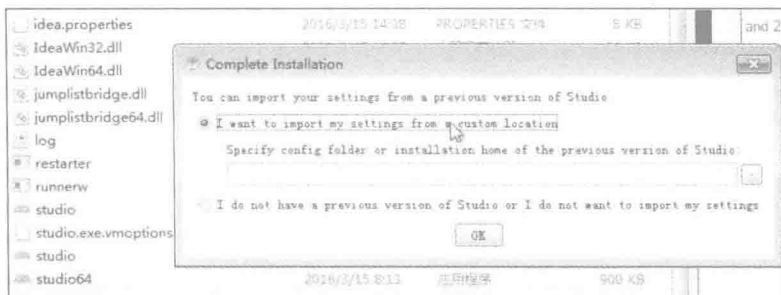 idea.properties 2016/3/15 14:38 PROPERTIES 文件 8 KB
and 2
IdeaWin32.dll
IdeaWin64.dll
Complete Installation
jumplistbridge.dll
You can import your settings from a previous version of Studio
jumplistbridge64.dll
I want to import my settings from a custom location
log
Specify config folder or installation home of the previous version of Studio:
restarter
runnerw
studio
I do not have a previous version of Studio or I do not want to import my settings
studio.exe.vmoptions
OK
studio
studio64 2016/3/15 8:11 应用程序 900 KB